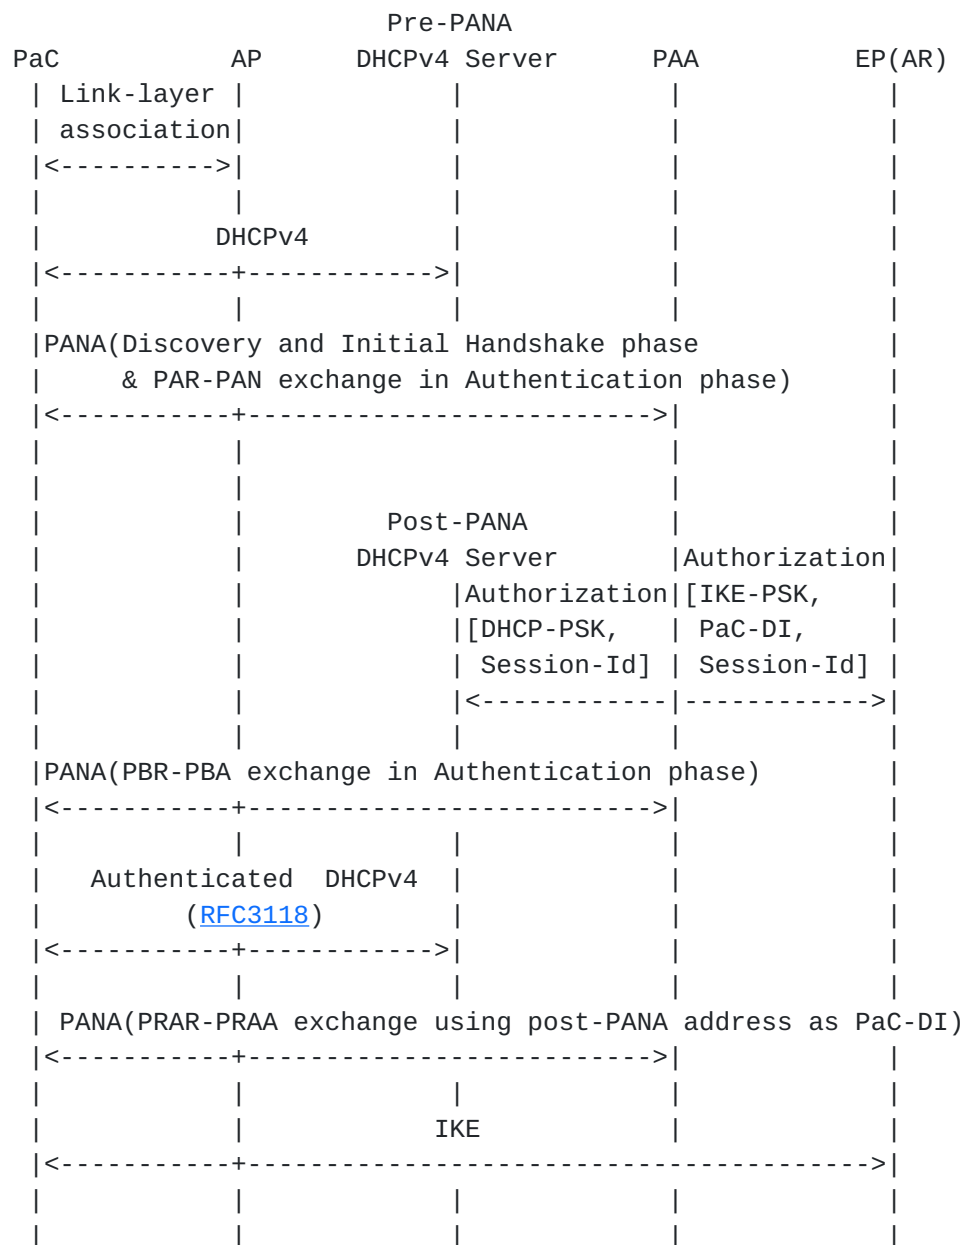 Pre-PANA
PaC           AP      DHCPv4 Server      PAA          EP(AR)
 | Link-layer |             |             |             |
 | association|             |             |             |
 |<---------->|             |             |             |
 |            |             |             |             |
 |           DHCPv4         |             |             |
 |<-----------+------------>|             |             |
 |            |             |             |             |
 |PANA(Discovery and Initial Handshake phase            |
 |     & PAR-PAN exchange in Authentication phase)      |
 |<-----------+-------------------------->|             |
 |            |                           |             |
 |            |                           |             |
 |            |         Post-PANA         |             |
 |            |       DHCPv4 Server       |Authorization|
 |            |             |Authorization|[IKE-PSK,    |
 |            |             |[DHCP-PSK,   | PaC-DI,     |
 |            |             | Session-Id] | Session-Id] |
 |            |             |<------------|------------>|
 |            |             |             |             |
 |PANA(PBR-PBA exchange in Authentication phase)        |
 |<-----------+-------------------------->|             |
 |            |             |             |             |
 |   Authenticated  DHCPv4  |             |             |
 |         (RFC3118)        |             |             |
 |<-----------+------------>|             |             |
 |            |             |             |             |
 | PANA(PRAR-PRAA exchange using post-PANA address as PaC-DI)
 |<-----------+-------------------------->|             |
 |            |             |             |             |
 |            |            IKE            |             |
 |<-----------+---------------------------------------->|
 |            |             |             |             |
 |            |             |             |             |